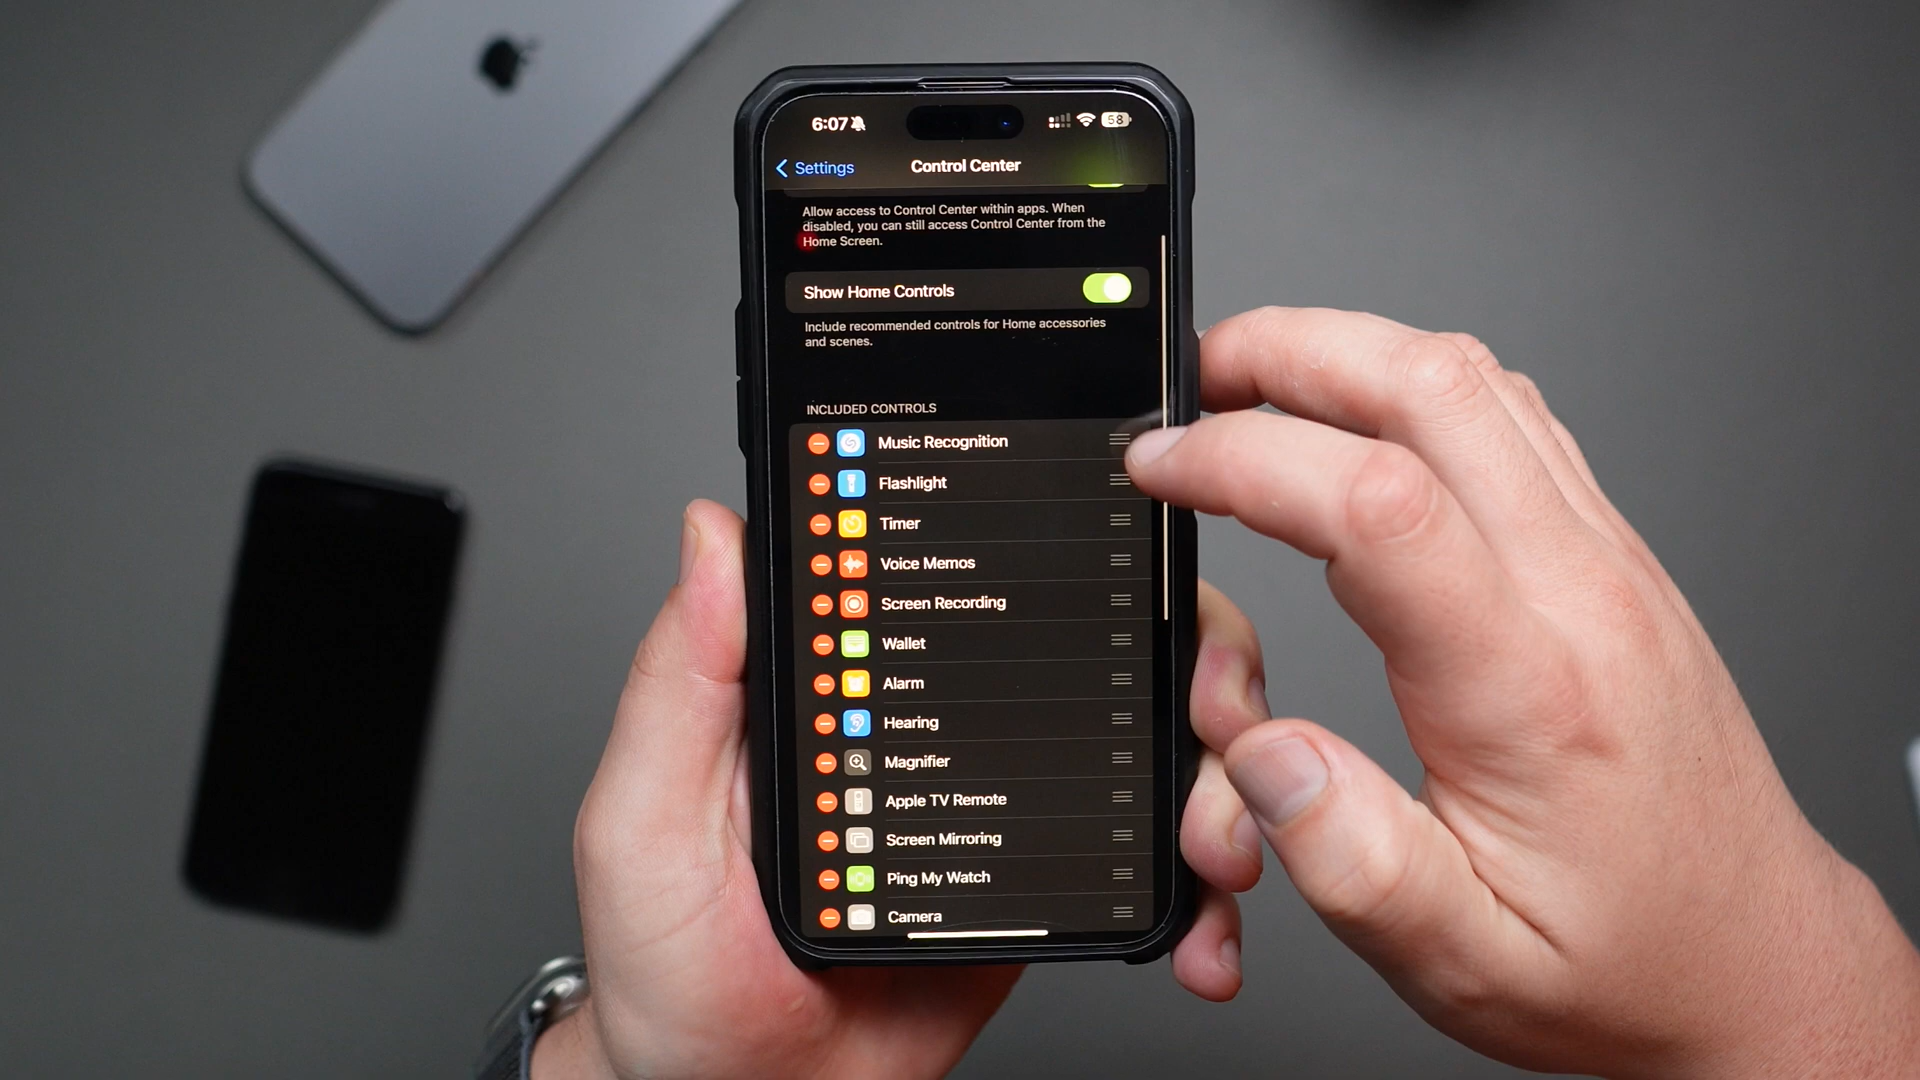 6:07
58
Settings
Control Center
Allow access to Control Center within apps. When
disabled, you can still access Control Center from the
Home Screen.
Show Home Controls
Include recommended controls for Home accessories
and scenes.
INCLUDED CONTROLS
Music Recognition
Flashlight
Timer
Voice Memos
Screen Recording
Wallet
Alarm
Hearing
Magnifier
Apple TV Remote
Screen Mirroring
Ping My Watch
Camera